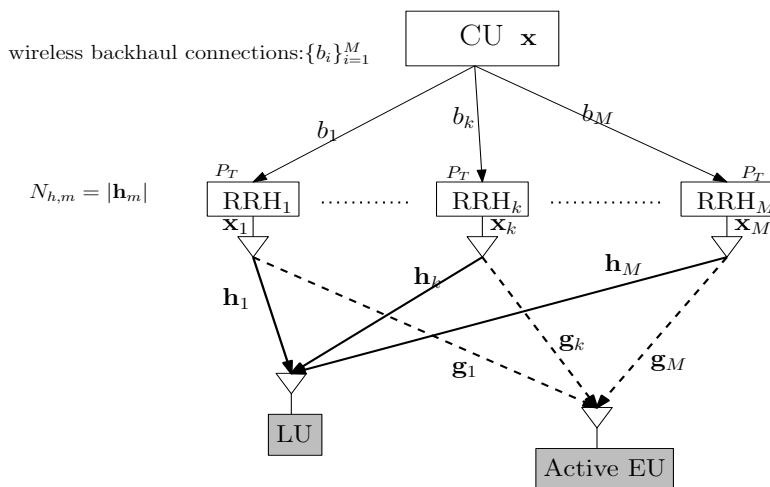 CU x
wireless backhaul connections:{b_i}_{i=1}^M
b_1
b_k
b_M
P_T
P_T
P_T
N_{h,m} = |h_m|
RRH_1
RRH_k
RRH_M
x_1
x_k
x_M
h_1
h_k
h_M
g_1
g_k
g_M
LU
Active EU